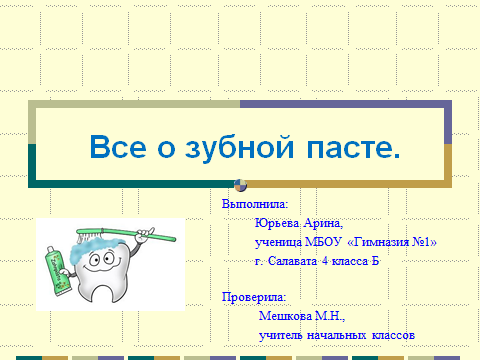 Все о зубной пасте.
Выполнила:
Юрьева Арина,
ученица МБОУ «Гимназия №1»
г. Салавата 4 класса Б
Проверила:
Мешкова М.Н.,
учитель начальных классов